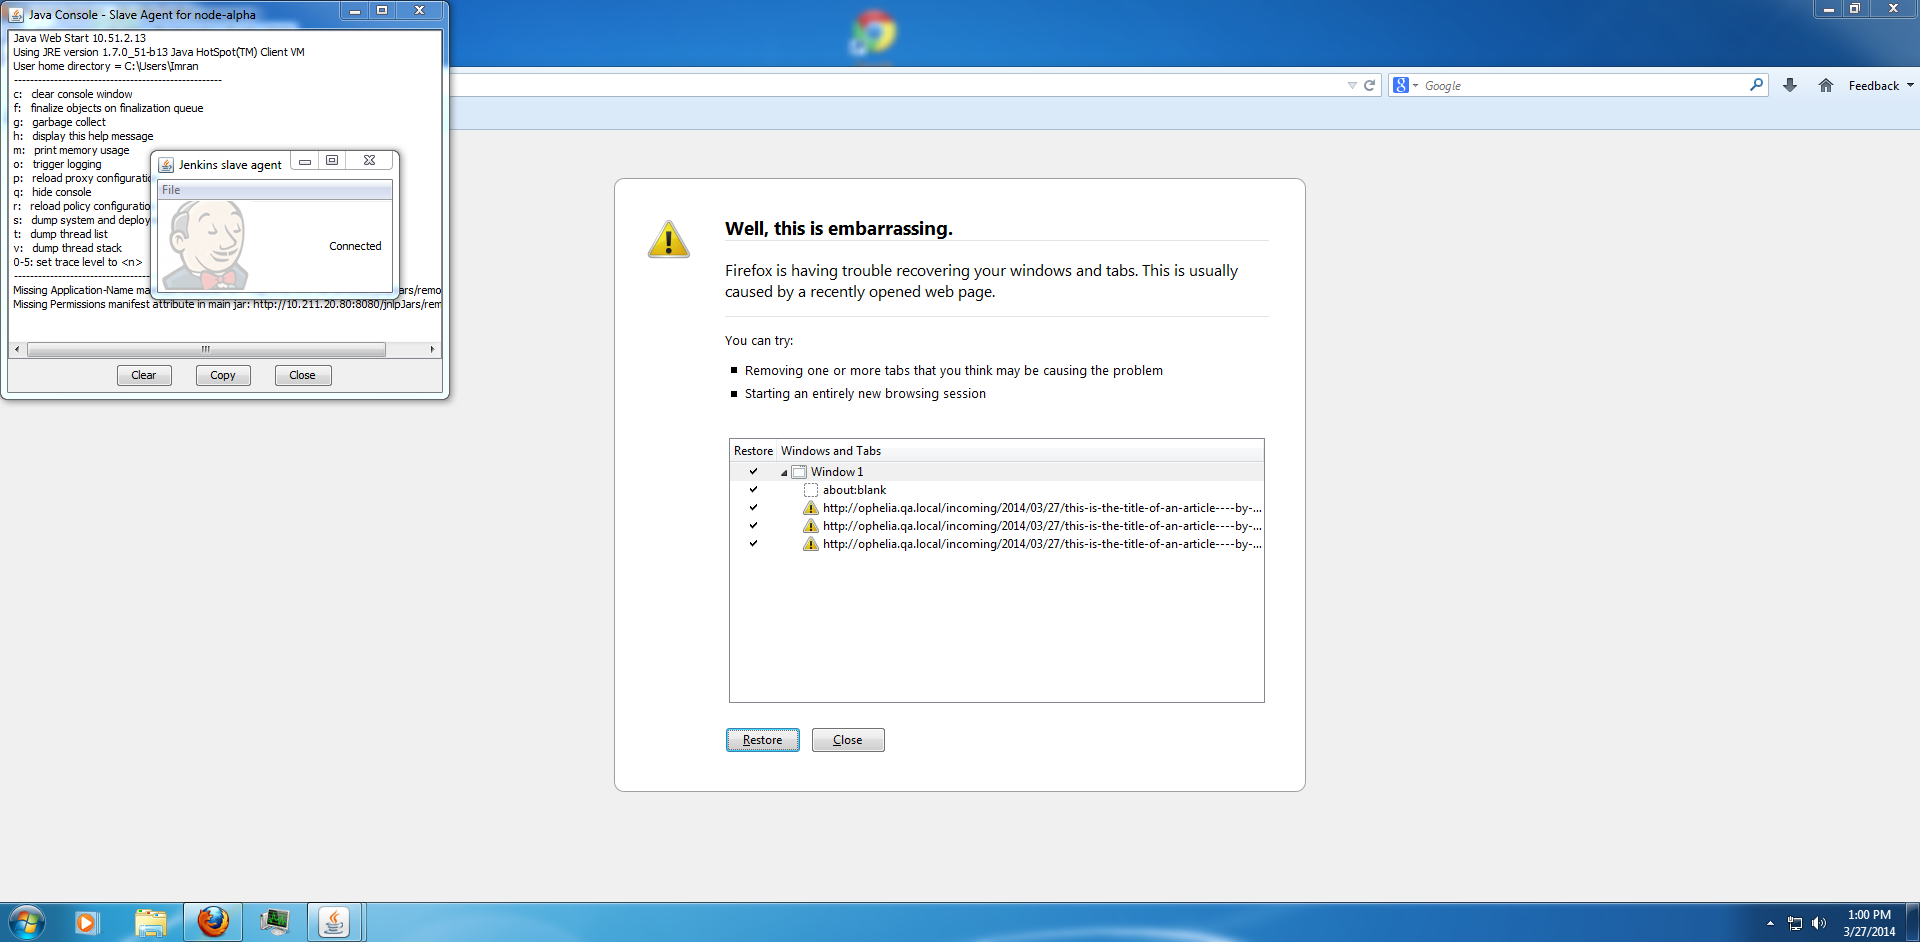 Java Console - Slave Agent for node-alpha
Java Web Start 10.51.2.13
Using JRE version 1.7.0_51-b13 Java HotSpot(TM) Client VM
User home directory = C:\Users\Imran
----------------------------------------------------
c:   clear console window
f:   finalize objects on finalization queue
g:   garbage collect
h:   display this help message
m:   print memory usage
o:   trigger logging
p:   reload proxy configuratio
q:   hide console
r:   reload policy configuratio
s:   dump system and deploy
t:   dump thread list
v:   dump thread stack
0-5: set trace level to <n>
Missing Application-Name ma ars/remo
Missing Permissions manifest attribute in main jar: http://10.211.20.80:8080/jnlpJars/rem
Clear Copy Close
Jenkins slave agent
File
Connected
Google
Feedback
Well, this is embarrassing.
Firefox is having trouble recovering your windows and tabs. This is usually
caused by a recently opened web page.
You can try:
Removing one or more tabs that you think may be causing the problem
Starting an entirely new browsing session
Restore Windows and Tabs
Window 1
about:blank
http://ophelia.qa.local/incoming/2014/03/27/this-is-the-title-of-an-article----by-...
http://ophelia.qa.local/incoming/2014/03/27/this-is-the-title-of-an-article----by-...
http://ophelia.qa.local/incoming/2014/03/27/this-is-the-title-of-an-article----by-...
Restore Close
1:00 PM
3/27/2014